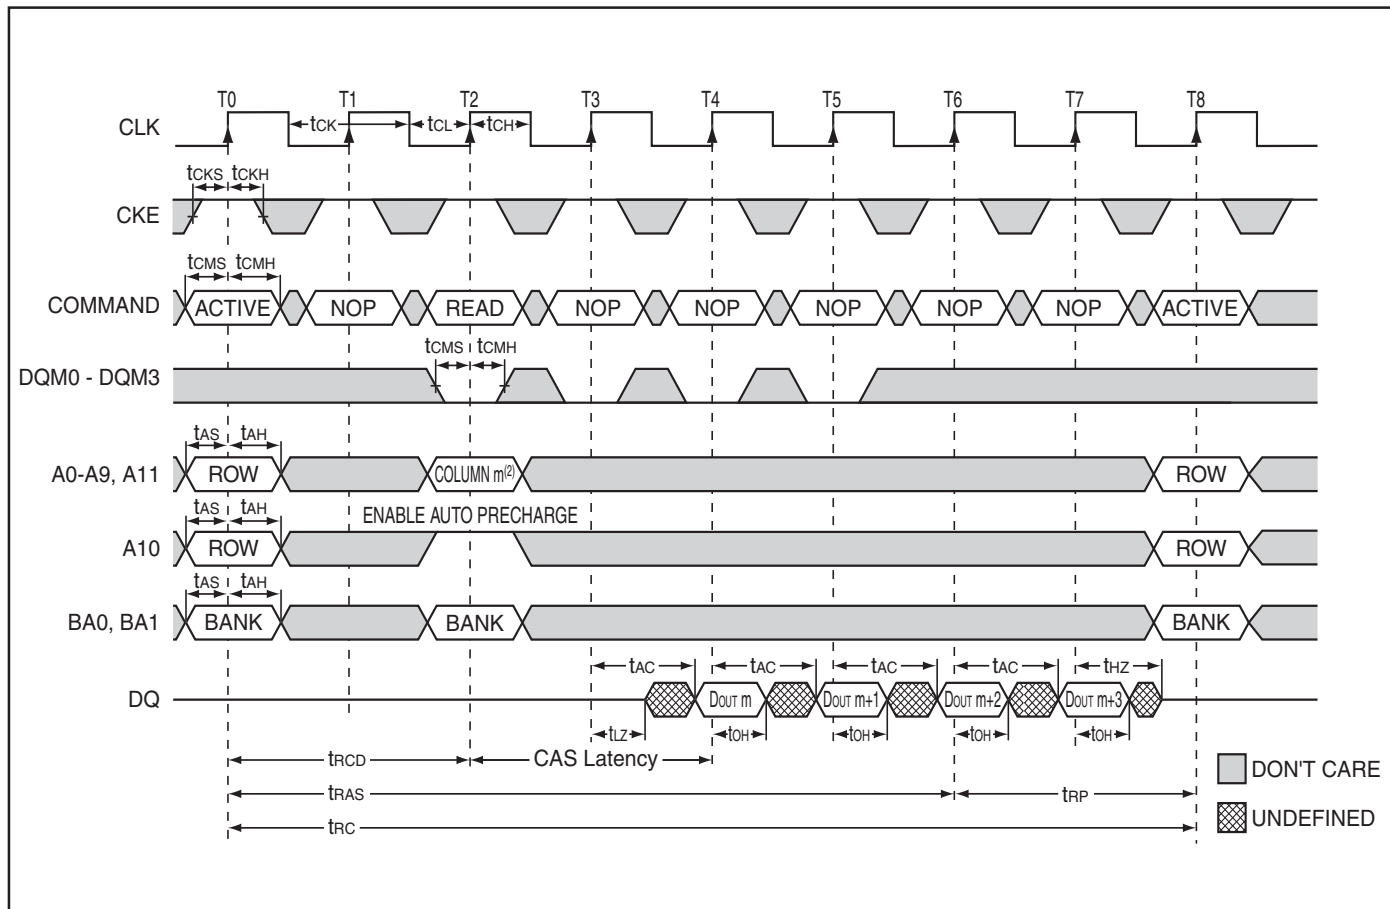 T0 T1 T2 T3 T4 T5 T6 T7 T8
CLK tCK tCL tCH
tCKS tCKH
CKE
tCMS tCMH
COMMAND ACTIVE NOP READ NOP NOP NOP NOP NOP ACTIVE
tCMS tCMH
DQM0 - DQM3
tAS tAH
A0-A9, A11 ROW COLUMN m(2) ROW
tAS tAH ENABLE AUTO PRECHARGE
A10 ROW ROW
tAS tAH
BA0, BA1 BANK BANK BANK
tAC tAC tAC tAC tHZ
DQ DOUT m DOUT m+1 DOUT m+2 DOUT m+3
tLZ tOH tOH tOH tOH
tRCD CAS Latency
DON'T CARE
tRAS tRP
UNDEFINED
tRC